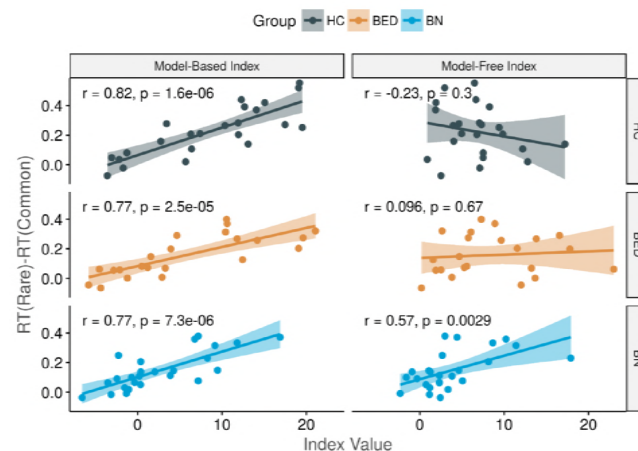 Group HC BED BN
Model-Based Index Model-Free Index
RT(Rare)-RT(Common)
r = 0.82, p = 1.6e-06 r = -0.23, p = 0.3
0.4
0.2
0.0
HC
r = 0.77, p = 2.5e-05 r = 0.096, p = 0.67
0.4
0.2
0.0
BED
r = 0.77, p = 7.3e-06 r = 0.57, p = 0.0029
0.4
0.2
0.0
BN
0 10 20 0 10 20
Index Value